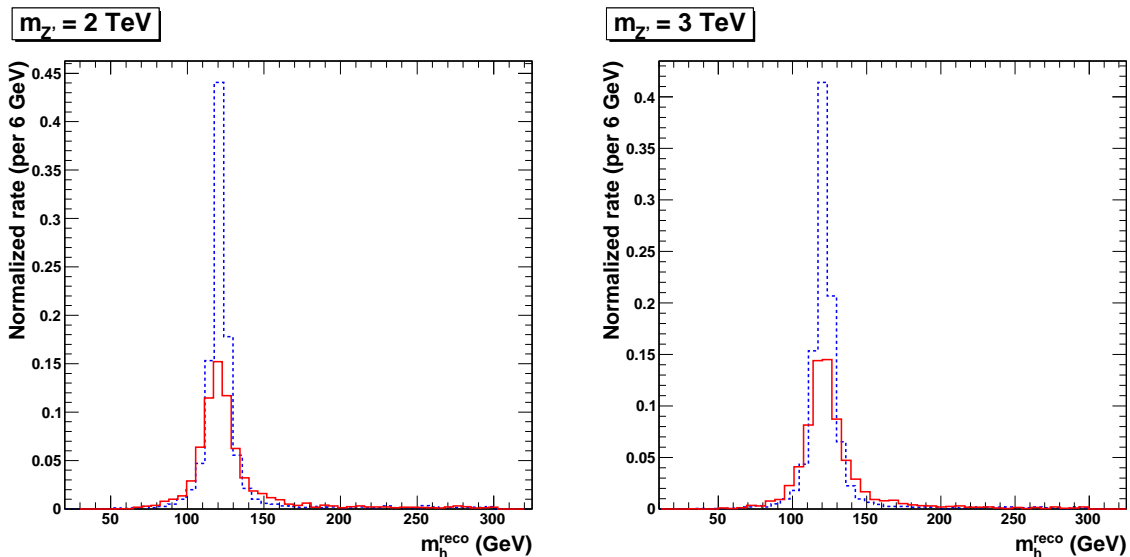 m_Z' = 2 TeV
Normalized rate (per 6 GeV)
0.45
0.4
0.35
0.3
0.25
0.2
0.15
0.1
0.05
0
50 100 150 200 250 300
m_h^reco (GeV)
m_Z' = 3 TeV
Normalized rate (per 6 GeV)
0.4
0.35
0.3
0.25
0.2
0.15
0.1
0.05
0
50 100 150 200 250 300
m_h^reco (GeV)